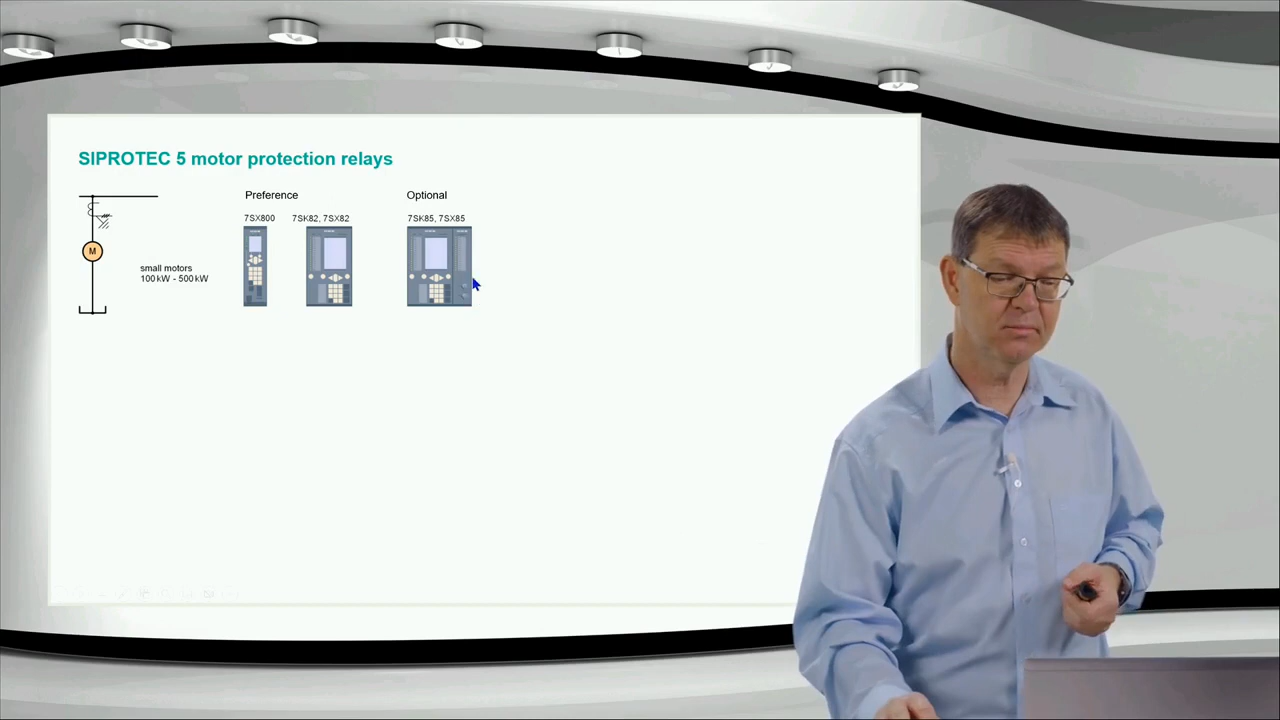 SIPROTEC 5 motor protection relays
Preference
Optional
7SX800
7SK82, 7SX82
7SK85, 7SX85
M
small motors
100 kW - 500 kW